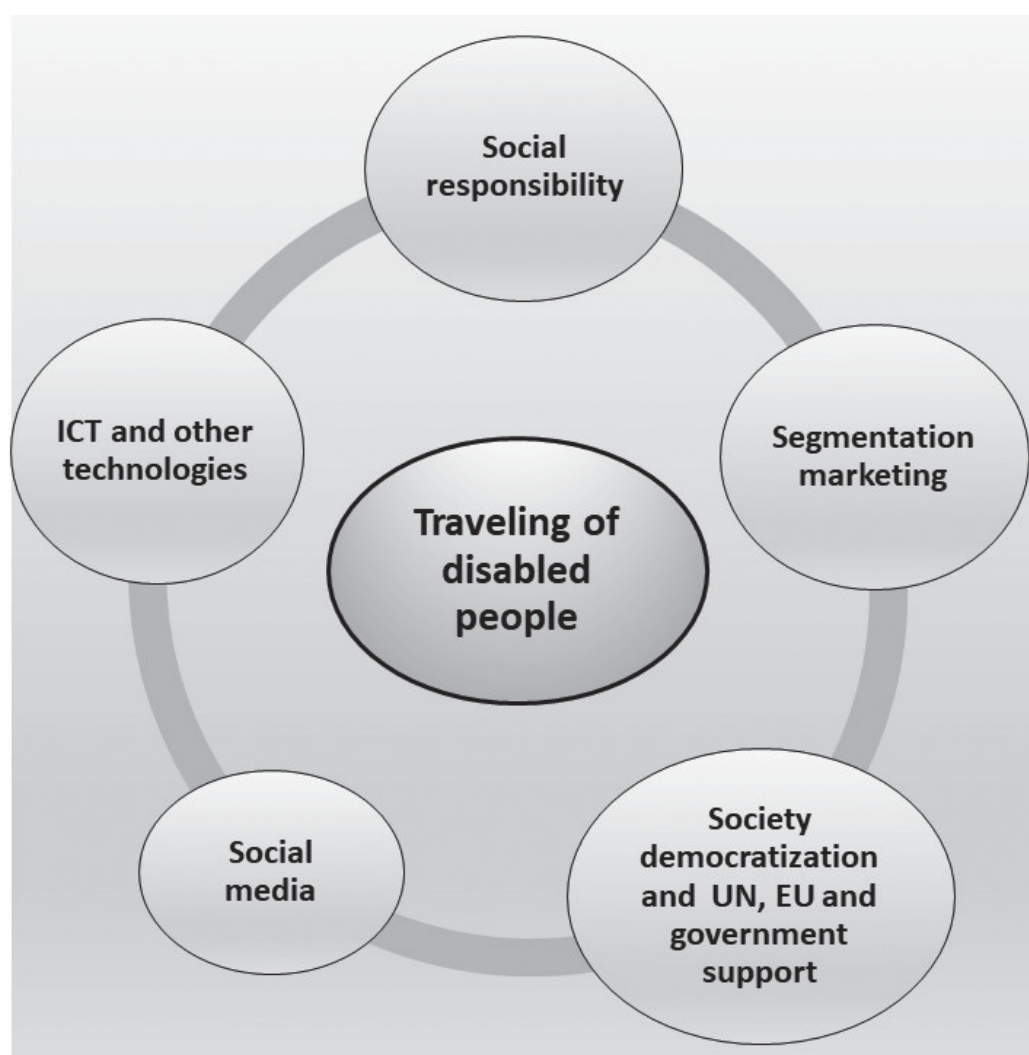 Social
responsibility
ICT and other
technologies
Segmentation
marketing
Traveling of
disabled
people
Social
media
Society
democratization
and UN, EU and
government
support